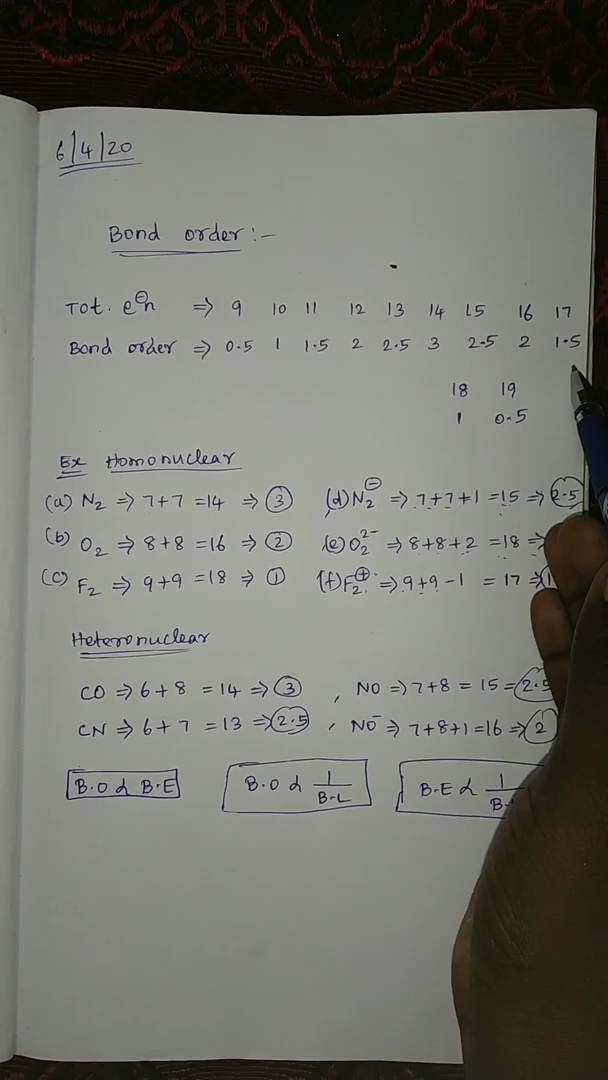 6/4/20
Bond order :-
Tot. e⊖n ⇒ 9 10 11 12 13 14 15 16 17
Bond order ⇒ 0.5 1 1.5 2 2.5 3 2.5 2 1.5
18 19
1 0.5
Ex Homonuclear
(a) N₂ ⇒ 7+7 =14 ⇒ ③ (d) N₂⊖ ⇒ 7+7+1 =15 ⇒ 2.5
(b) O₂ ⇒ 8+8 =16 ⇒ ② (e) O₂²⁻ ⇒ 8+8+2 =18 ⇒
(c) F₂ ⇒ 9+9 =18 ⇒ ① (f) F₂⊕ ⇒ 9+9-1 = 17 ⇒
Heteronuclear
CO ⇒ 6+8 = 14 ⇒ ③ , NO ⇒ 7+8 = 15 = 2.5
CN ⇒ 6+7 = 13 ⇒ 2.5 , NO⁻ ⇒ 7+8+1 =16 ⇒ ②
B.O α B.E B.O α 1/B.L B.E α 1/B.